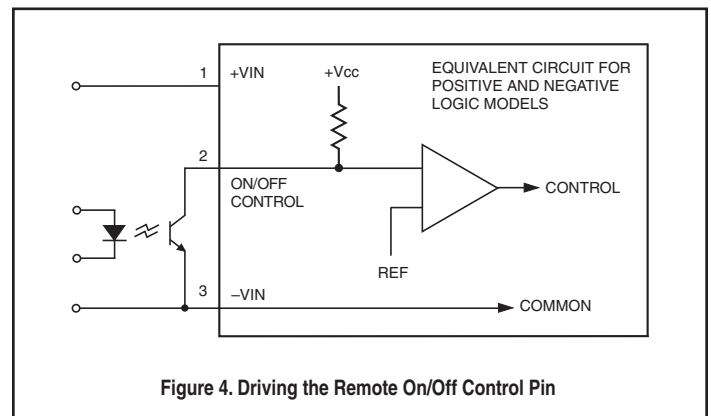 1 +VIN
+Vcc
EQUIVALENT CIRCUIT FOR
POSITIVE AND NEGATIVE
LOGIC MODELS
2
ON/OFF
CONTROL
CONTROL
REF
3 –VIN
COMMON
Figure 4. Driving the Remote On/Off Control Pin